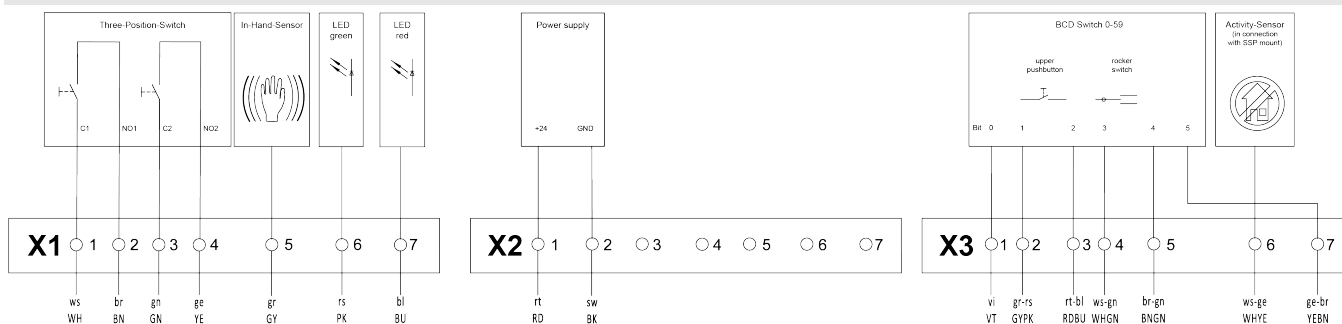 Three-Position-Switch
C1 NO1 C2 NO2
In-Hand-Sensor
LED
green
LED
red
Power supply
+24 GND
BCD Switch 0-59
upper
pushbutton
rocker
switch
Bit 0 1 2 3 4 5
Activity-Sensor
(in connection
with SSP mount)
X1 1 2 3 4 5 6 7
ws br gn ge gr rs bl
WH BN GN YE GY PK BU
X2 1 2 3 4 5 6 7
rt sw
RD BK
X3 1 2 3 4 5 6 7
vi gr-rs rt-bl ws-gn br-gn ws-ge ge-br
VT GYPK RDBU WHGN BNGN WHYE YEBN